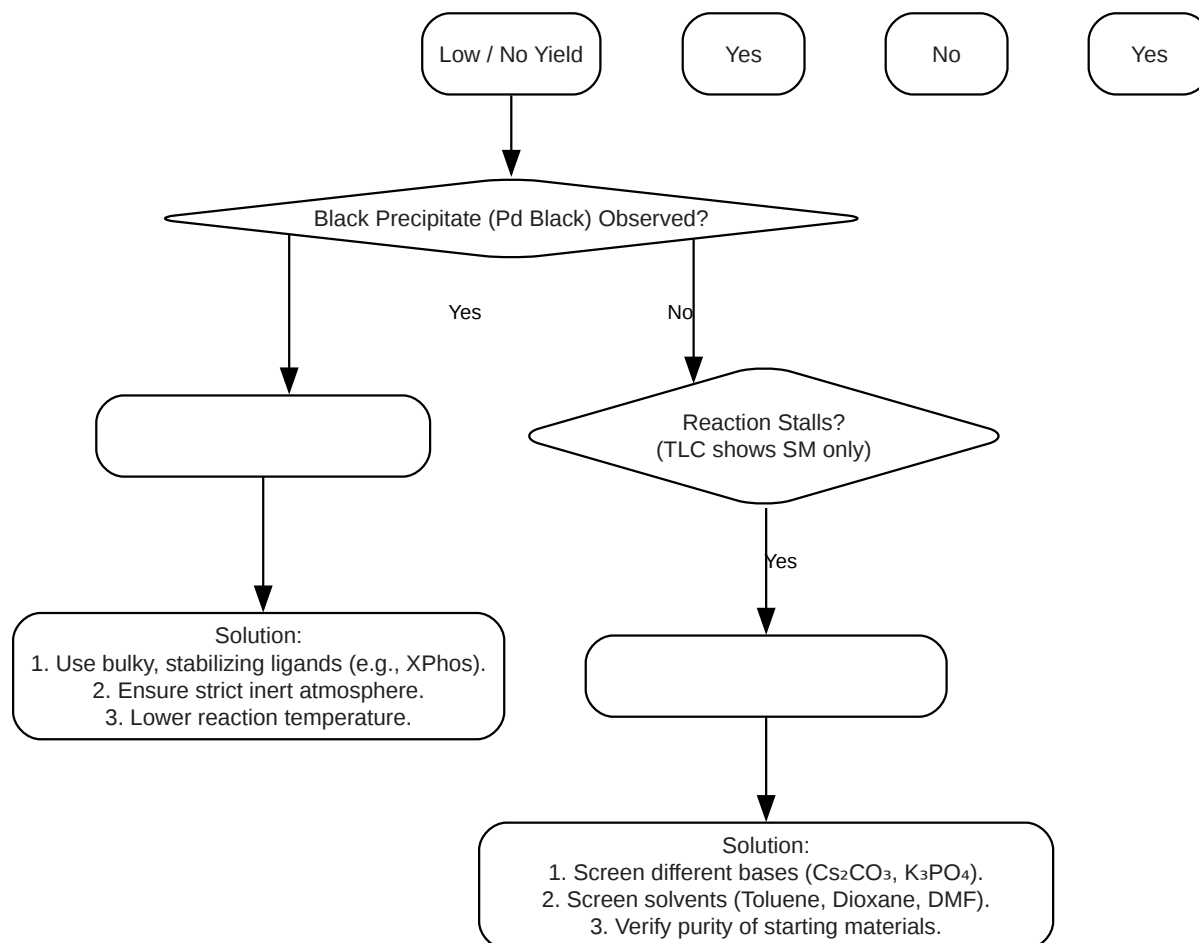 Low / No Yield
Yes
No
Yes
Black Precipitate (Pd Black) Observed?
Yes
No
Reaction Stalls?
(TLC shows SM only)
Yes
Solution:
1. Use bulky, stabilizing ligands (e.g., XPhos).
2. Ensure strict inert atmosphere.
3. Lower reaction temperature.
Solution:
1. Screen different bases (Cs₂CO₃, K₃PO₄).
2. Screen solvents (Toluene, Dioxane, DMF).
3. Verify purity of starting materials.